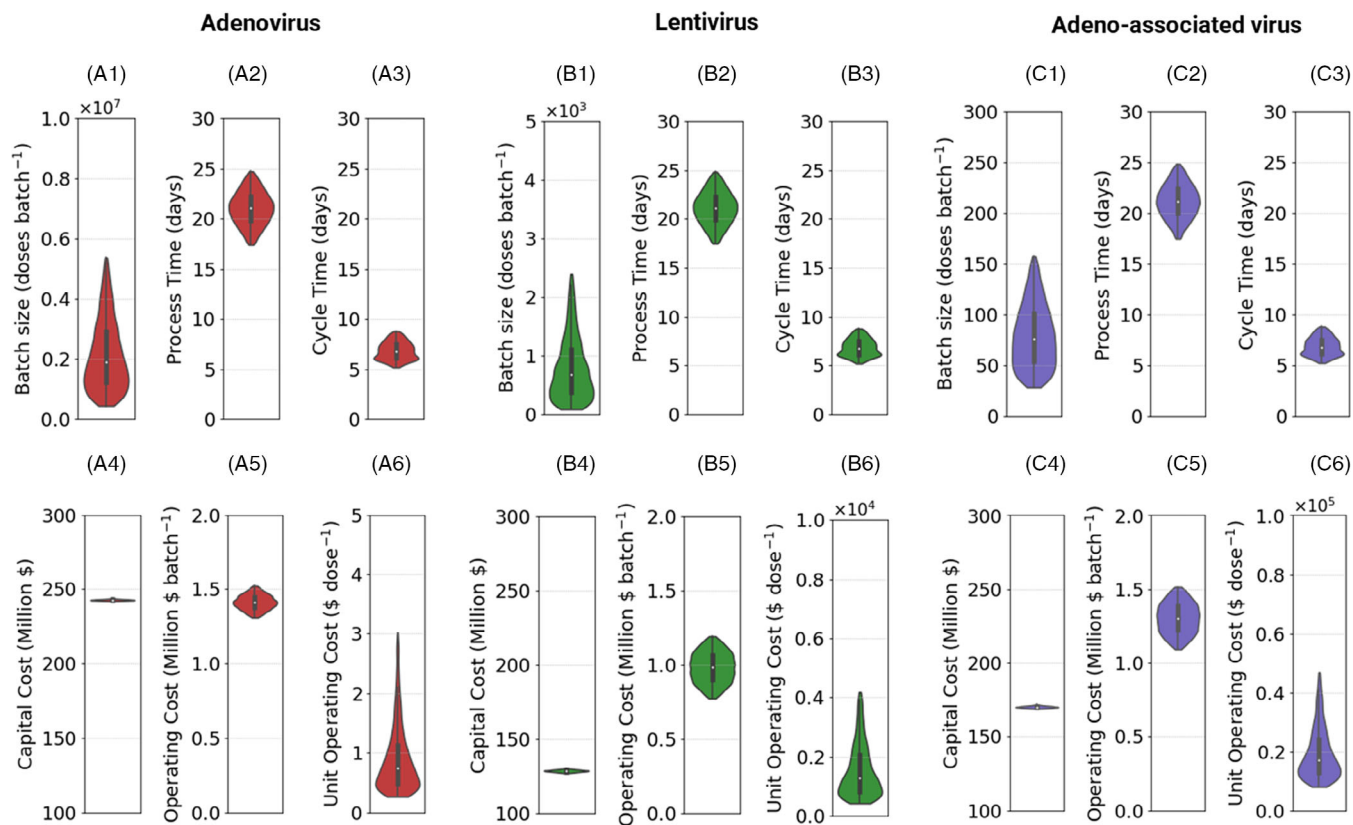 Adenovirus
Lentivirus
Adeno-associated virus
(A1)
(A2)
(A3)
(B1)
(B2)
(B3)
(C1)
(C2)
(C3)
×10⁷
Batch size (doses batch⁻¹)
1.0
0.8
0.6
0.4
0.2
0.0
Process Time (days)
30
25
20
15
10
5
0
Cycle Time (days)
30
25
20
15
10
5
0
×10³
Batch size (doses batch⁻¹)
5
4
3
2
1
0
Process Time (days)
30
25
20
15
10
5
0
Cycle Time (days)
30
25
20
15
10
5
0
Batch size (doses batch⁻¹)
300
250
200
150
100
50
0
Process Time (days)
30
25
20
15
10
5
0
Cycle Time (days)
30
25
20
15
10
5
0
(A4)
(A5)
(A6)
(B4)
(B5)
(B6)
(C4)
(C5)
(C6)
Capital Cost (Million $)
300
250
200
150
100
Operating Cost (Million $ batch⁻¹)
2.0
1.5
1.0
0.5
0.0
Unit Operating Cost ($ dose⁻¹)
5
4
3
2
1
0
Capital Cost (Million $)
300
250
200
150
100
Operating Cost (Million $ batch⁻¹)
2.0
1.5
1.0
0.5
0.0
×10⁴
Unit Operating Cost ($ dose⁻¹)
1.0
0.8
0.6
0.4
0.2
0.0
Capital Cost (Million $)
300
250
200
150
100
Operating Cost (Million $ batch⁻¹)
2.0
1.5
1.0
0.5
0.0
×10⁵
Unit Operating Cost ($ dose⁻¹)
1.0
0.8
0.6
0.4
0.2
0.0